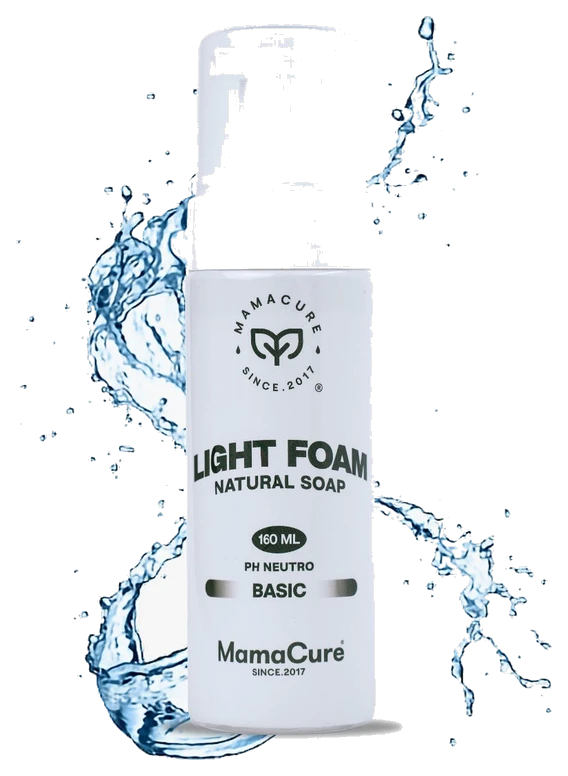 MAMACURE
SINCE.2017
®
LIGHT FOAM
NATURAL SOAP
160 ML
PH NEUTRO
BASIC
MamaCure®
SINCE.2017